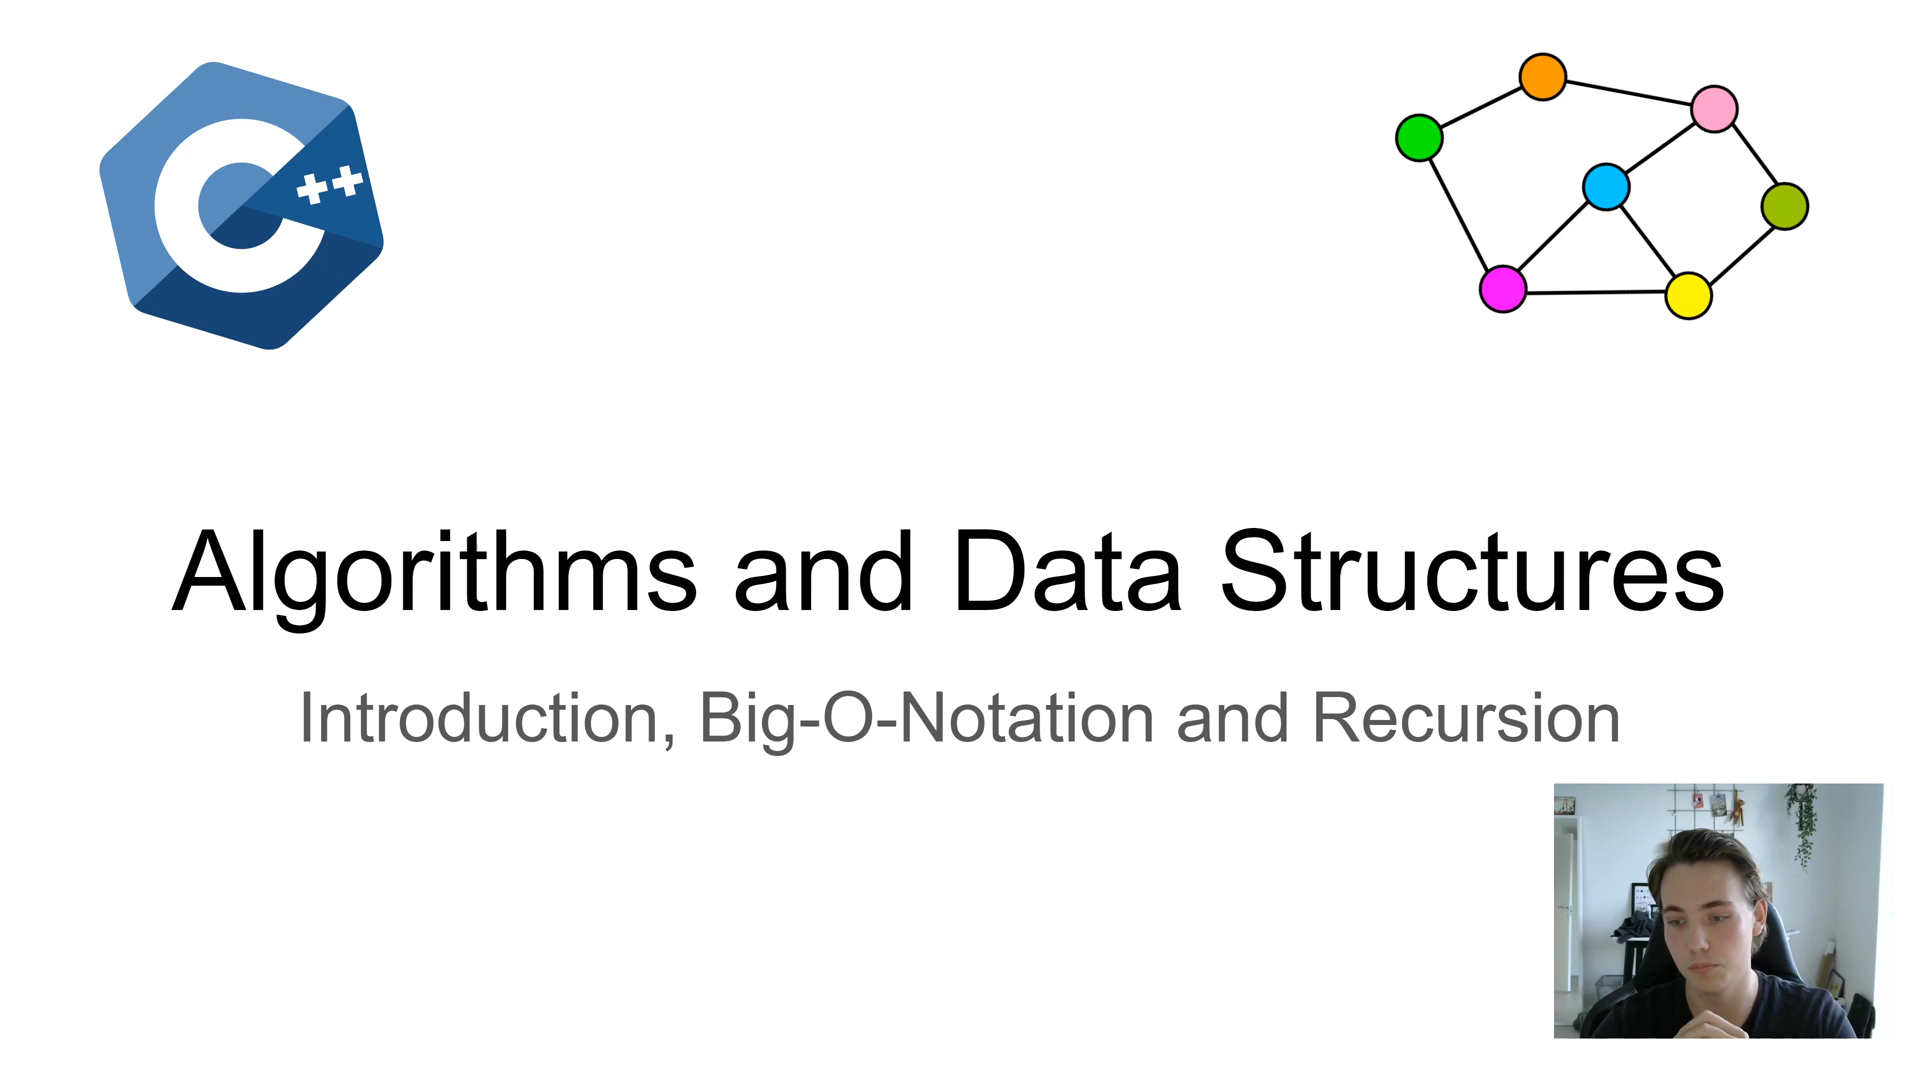 C++
Algorithms and Data Structures
Introduction, Big-O-Notation and Recursion